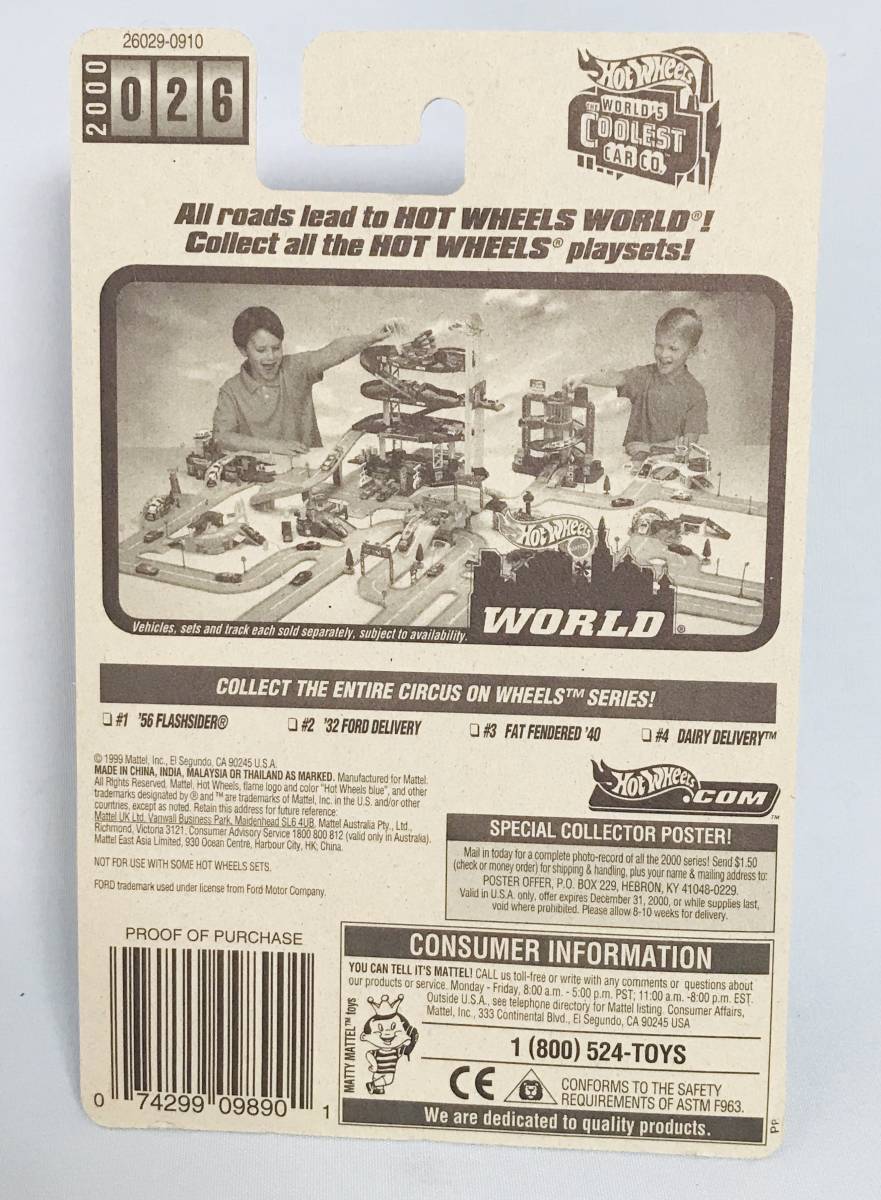 26029-0910
2000
026
HOT WHEELS
THE WORLD'S
COOLEST
CAR CO.
All roads lead to HOT WHEELS WORLD®!
Collect all the HOT WHEELS® playsets!
HOT WHEELS
WORLD®
Vehicles, sets and track each sold separately, subject to availability.
COLLECT THE ENTIRE CIRCUS ON WHEELS™ SERIES!
❑ #1 '56 FLASHSIDER®
❑ #2 '32 FORD DELIVERY
❑ #3 FAT FENDERED '40
❑ #4 DAIRY DELIVERY™
© 1999 Mattel, Inc., El Segundo, CA 90245 U.S.A.
MADE IN CHINA, INDIA, MALAYSIA OR THAILAND AS MARKED. Manufactured for Mattel.
All Rights Reserved. Mattel, Hot Wheels, flame logo and color "Hot Wheels blue", and other
trademarks designated by ® and ™ are trademarks of Mattel, Inc. in the U.S. and/or other
countries, except as noted. Retain this address for future reference:
Mattel UK Ltd. Vanwall Business Park, Maidenhead SL6 4UB. Mattel Australia Pty., Ltd.,
Richmond, Victoria 3121. Consumer Advisory Service 1800 800 812 (valid only in Australia).
Mattel East Asia Limited, 930 Ocean Centre, Harbour City, HK; China.
NOT FOR USE WITH SOME HOT WHEELS SETS.
FORD trademark used under license from Ford Motor Company.
HOT WHEELS
.COM™
SPECIAL COLLECTOR POSTER!
Mail in today for a complete photo-record of all the 2000 series! Send $1.50
(check or money order) for shipping & handling, plus your name & mailing address to:
POSTER OFFER, P.O. BOX 229, HEBRON, KY 41048-0229.
Valid in U.S.A. only, offer expires December 31, 2000, or while supplies last,
void where prohibited. Please allow 8-10 weeks for delivery.
PROOF OF PURCHASE
0 74299 09890 1
CONSUMER INFORMATION
YOU CAN TELL IT'S MATTEL! CALL us toll-free or write with any comments or questions about
our products or service. Monday - Friday, 8:00 a.m. - 5:00 p.m. PST; 11:00 a.m. -8:00 p.m. EST.
Outside U.S.A., see telephone directory for Mattel listing. Consumer Affairs,
Mattel, Inc., 333 Continental Blvd., El Segundo, CA 90245 USA
MATTY MATTEL™ toys
1 (800) 524-TOYS
CE
CONFORMS TO THE SAFETY
REQUIREMENTS OF ASTM F963.
We are dedicated to quality products.
PP